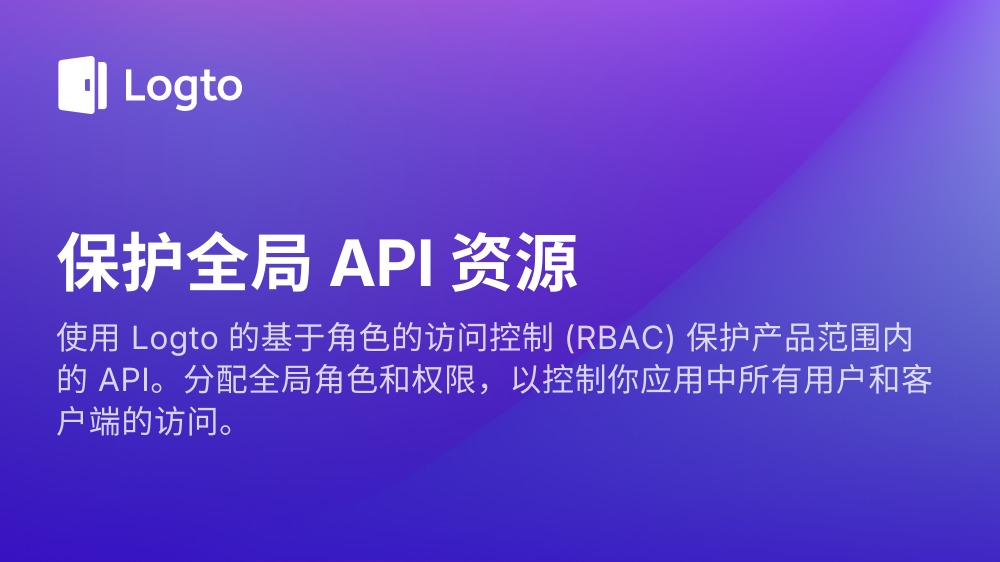 Logto
保护全局 API 资源
使用 Logto 的基于角色的访问控制 (RBAC) 保护产品范围内
的 API。分配全局角色和权限，以控制你应用中所有用户和客
户端的访问。